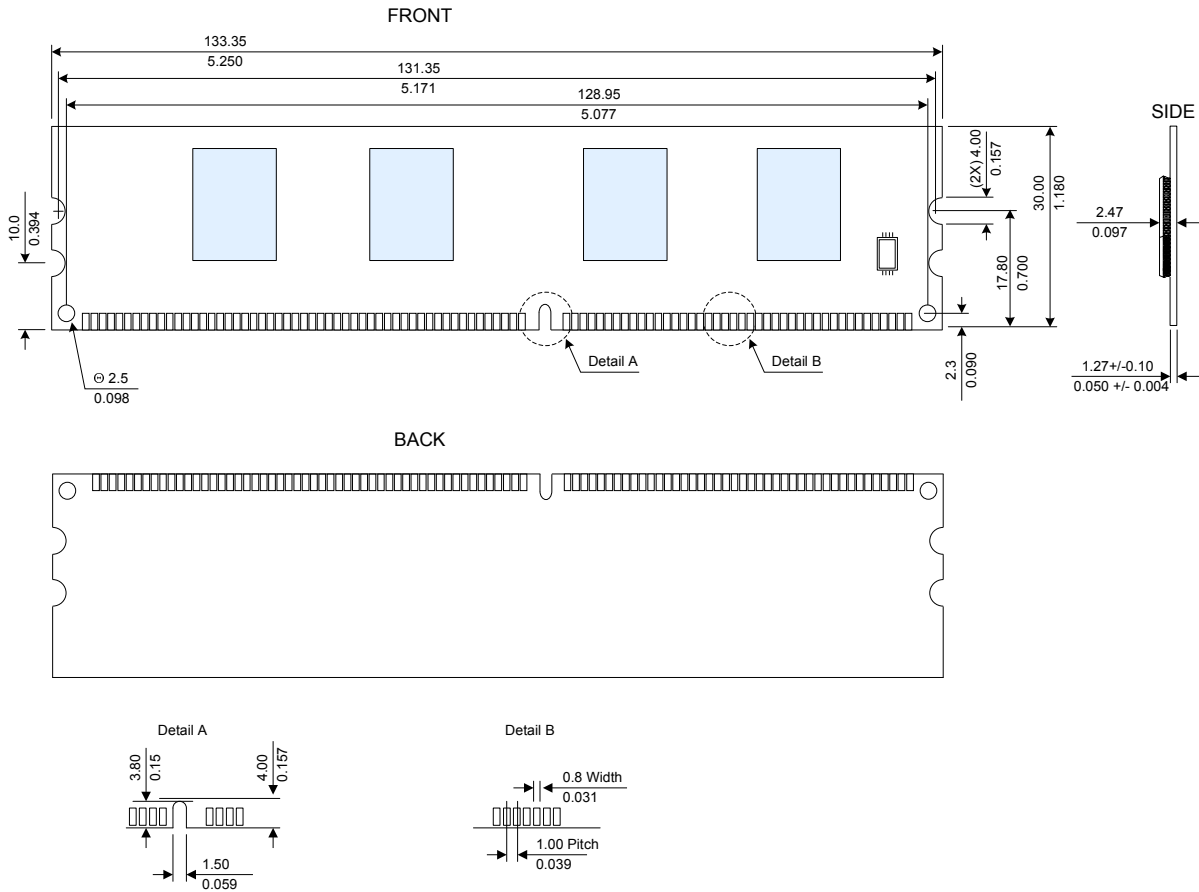 FRONT
133.35
5.250
131.35
5.171
128.95
5.077
SIDE
(2X) 4.00
0.157
30.00
1.180
10.0
0.394
2.47
0.097
17.80
0.700
Detail A
Detail B
2.3
0.090
1.27+/-0.10
0.050 +/- 0.004
Θ 2.5
0.098
BACK
Detail A
Detail B
3.80
0.15
4.00
0.157
0.8 Width
0.031
1.50
0.059
1.00 Pitch
0.039